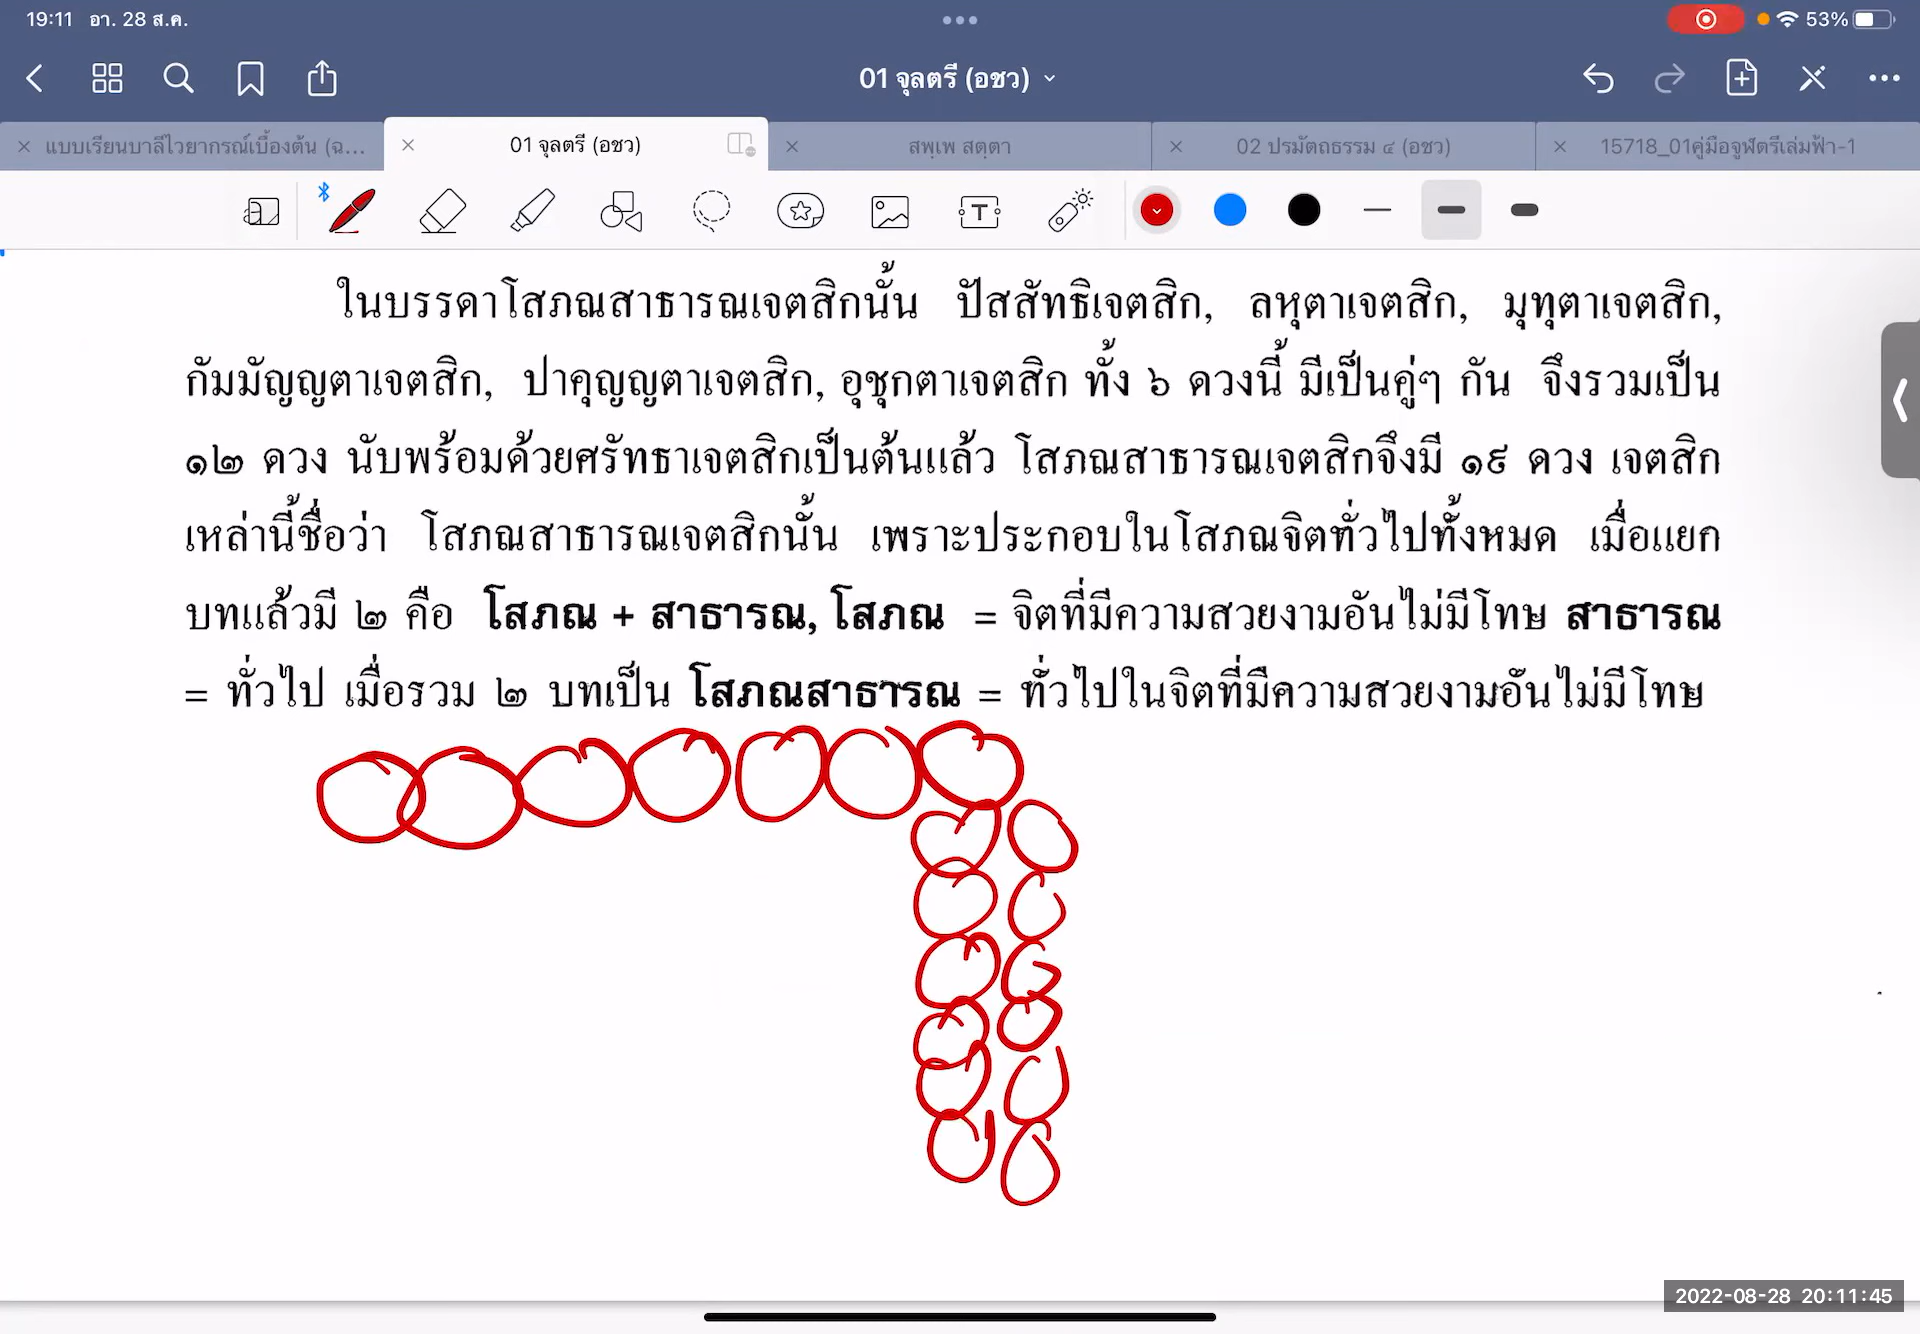 19:11 อา. 28 ส.ค.
53%
01 จุลตรี (อชว)
แบบเรียนบาลีไวยากรณ์เบื้องต้น (ฉ...
01 จุลตรี (อชว)
สพฺเพ สตฺตา
02 ปรมัตถธรรม ๔ (อชว)
15718_01คู่มือจูฬตรีเล่มฟ้า-1
ในบรรดาโสภณสาธารณเจตสิกนั้น ปัสสัทธิเจตสิก, ลหุตาเจตสิก, มุทุตาเจตสิก,
กัมมัญญตาเจตสิก, ปาคุญญตาเจตสิก, อุชุกตาเจตสิก ทั้ง ๖ ดวงนี้ มีเป็นคู่ๆ กัน จึงรวมเป็น
๑๒ ดวง นับพร้อมด้วยศรัทธาเจตสิกเป็นต้นแล้ว โสภณสาธารณเจตสิกจึงมี ๑๙ ดวง เจตสิก
เหล่านี้ชื่อว่า โสภณสาธารณเจตสิกนั้น เพราะประกอบในโสภณจิตทั่วไปทั้งหมด เมื่อแยก
บทแล้วมี ๒ คือ โสภณ + สาธารณ, โสภณ = จิตที่มีความสวยงามอันไม่มีโทษ สาธารณ
= ทั่วไป เมื่อรวม ๒ บทเป็น โสภณสาธารณ = ทั่วไปในจิตที่มีความสวยงามอันไม่มีโทษ
2022-08-28 20:11:45